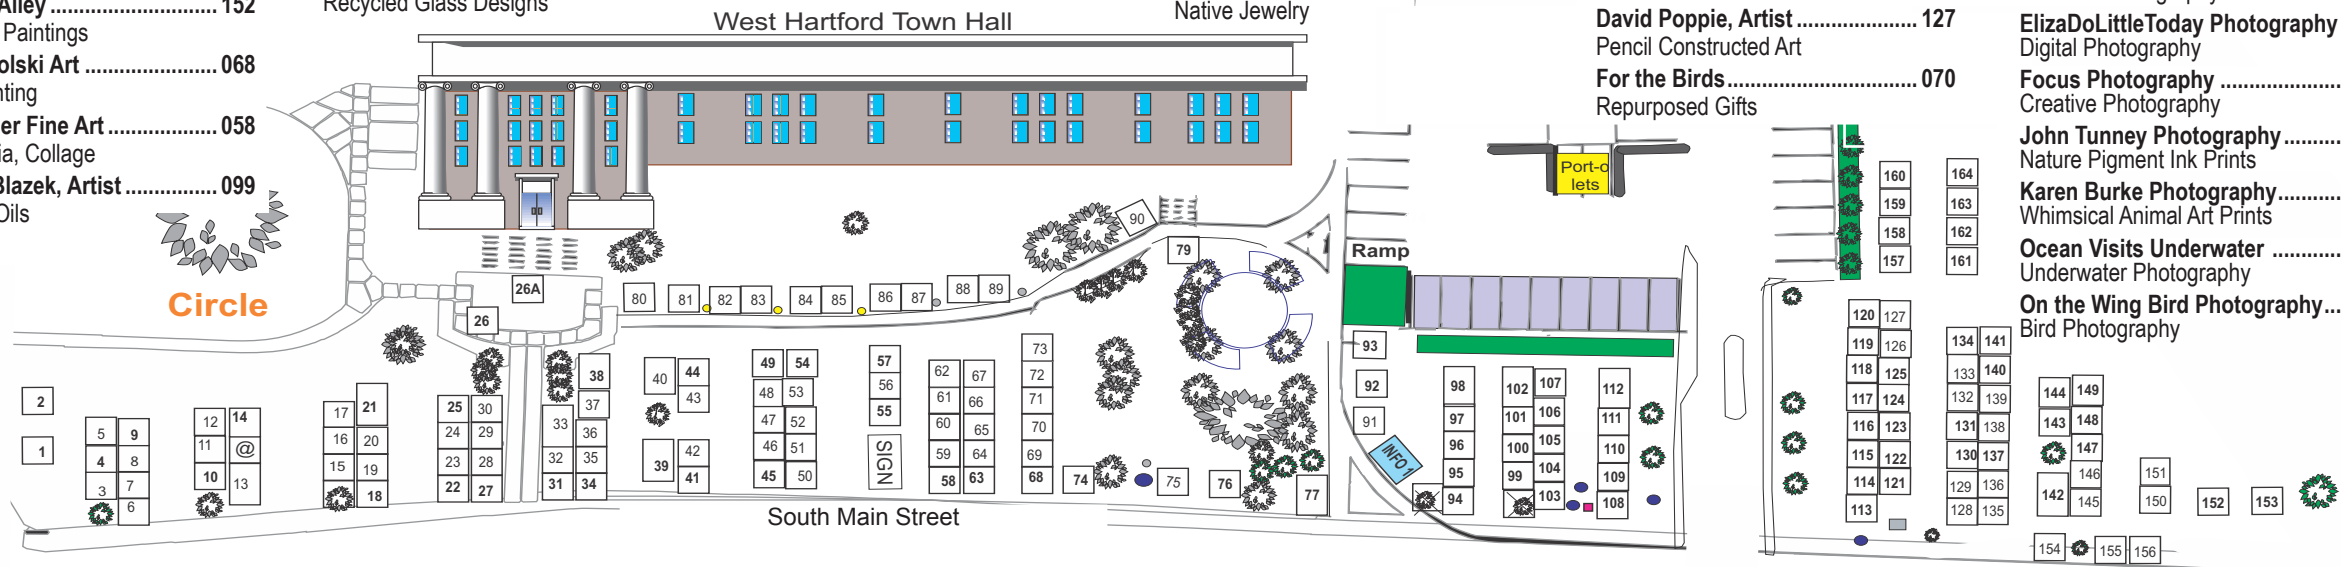 Alley ................................ 152
Paintings
olski Art ......................... 068
nting
er Fine Art ..................... 058
ia, Collage
Blazek, Artist .................. 099
Oils
Recycled Glass Designs
West Hartford Town Hall
Native Jewelry
David Poppie, Artist .................... 127
Pencil Constructed Art
For the Birds ................................ 070
Repurposed Gifts
ElizaDoLittleToday Photography
Digital Photography
Focus Photography ....................
Creative Photography
John Tunney Photography ..........
Nature Pigment Ink Prints
Karen Burke Photography...........
Whimsical Animal Art Prints
Ocean Visits Underwater ............
Underwater Photography
On the Wing Bird Photography...
Bird Photography
Circle
Port-o
lets
Ramp
INFO 1
SIGN
South Main Street
2
1
5 9
4 8
3 7
6
12 14
11 @
10 13
17 21
16 20
15 19
18
26A
26
25 30
24 29
23 28
22 27
38
33 37
36
32 35
31 34
40 44
43
42
39 41
49 54
48 53
47 52
46 51
45 50
57
56
55
62 67
61 66
60 65
59 64
58 63
73
72
71
70
69
68
74
75
76
77
79
80 81 82 83 84 85 86 87 88 89
90
93
92
91
98
97
96
95
94
102 107
101 106
100 105
99 104
103
112
111
110
109
108
160 164
159 163
158 162
157 161
120 127
119 126
118 125
117 124
116 123
115 122
114 121
113
134 141
133 140
132 139
131 138
130 137
129 136
128 135
144 149
143 148
147
146
142 145
151
150
152
153
154 155 156